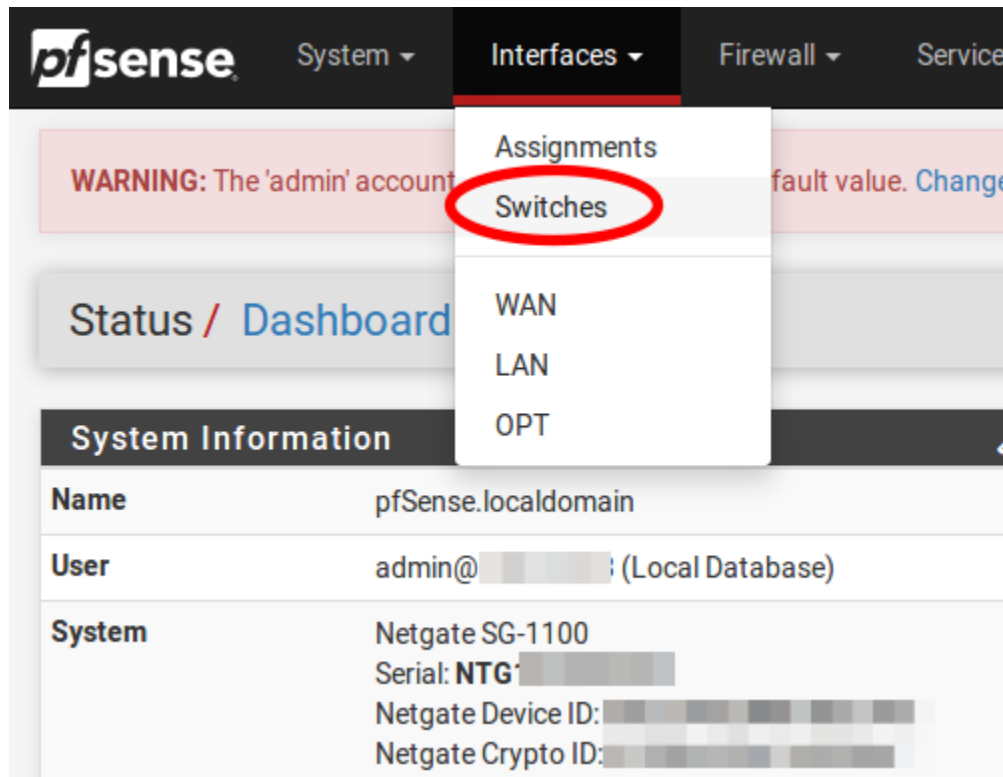 pfsense System Interfaces Firewall Service
Assignments
WARNING: The 'admin' account fault value. Change
Switches
Status / Dashboard
WAN
LAN
OPT
System Information
Name pfSense.localdomain
User admin@ (Local Database)
System Netgate SG-1100
Serial: NTG
Netgate Device ID:
Netgate Crypto ID: